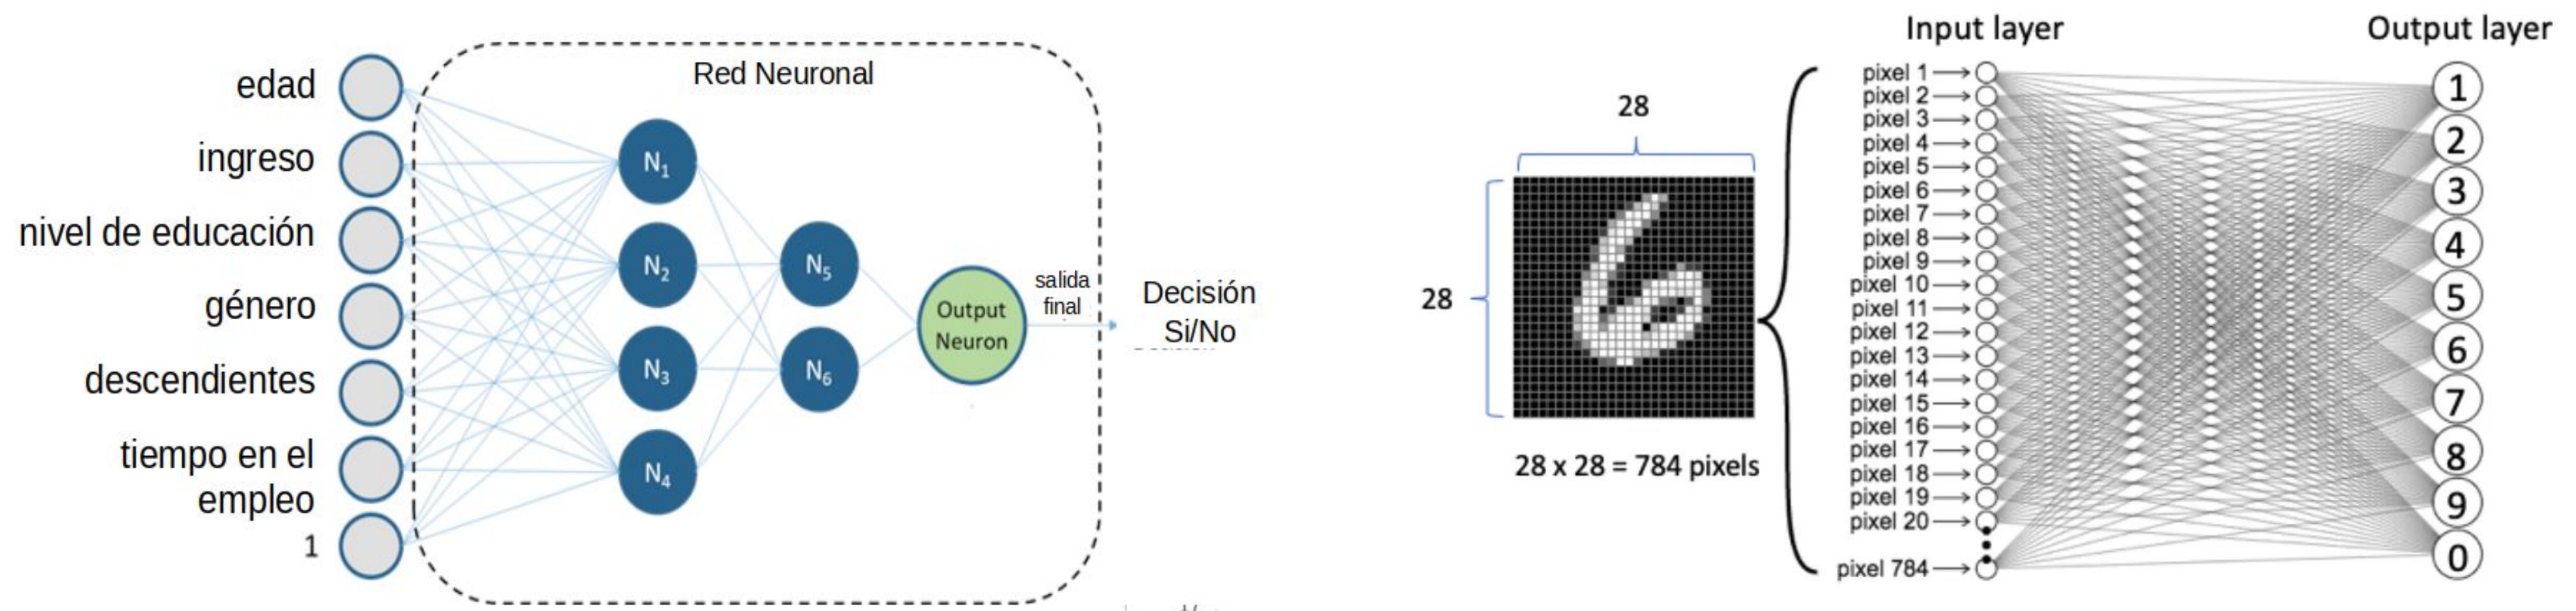 Red Neuronal
edad
ingreso
nivel de educación
género
descendientes
tiempo en el
empleo
1
N1
N2
N3
N4
N5
N6
Output
Neuron
salida
final
Decisión
Si/No
28
28
28 x 28 = 784 pixels
Input layer
pixel 1
pixel 2
pixel 3
pixel 4
pixel 5
pixel 6
pixel 7
pixel 8
pixel 9
pixel 10
pixel 11
pixel 12
pixel 13
pixel 14
pixel 15
pixel 16
pixel 17
pixel 18
pixel 19
pixel 20
pixel 784
Output layer
1
2
3
4
5
6
7
8
9
0